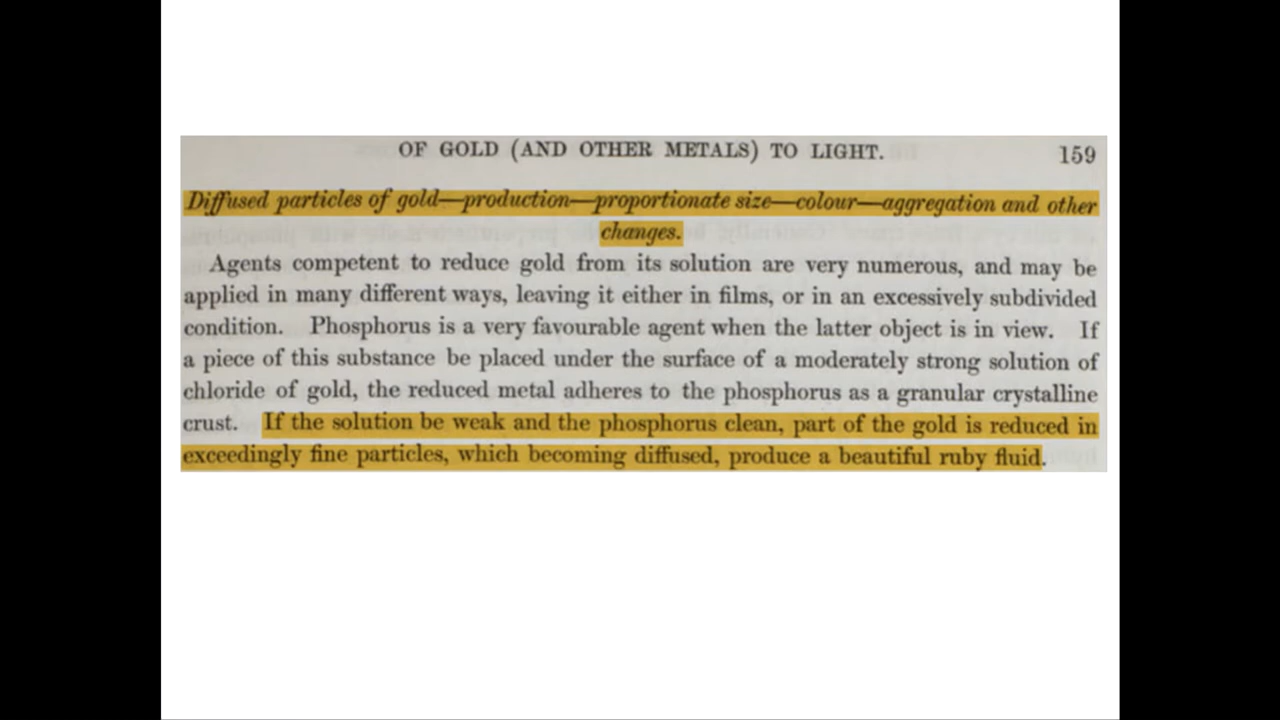 OF GOLD (AND OTHER METALS) TO LIGHT. 159
Diffused particles of gold—production—proportionate size—colour—aggregation and other
changes.
Agents competent to reduce gold from its solution are very numerous, and may be
applied in many different ways, leaving it either in films, or in an excessively subdivided
condition. Phosphorus is a very favourable agent when the latter object is in view. If
a piece of this substance be placed under the surface of a moderately strong solution of
chloride of gold, the reduced metal adheres to the phosphorus as a granular crystalline
crust. If the solution be weak and the phosphorus clean, part of the gold is reduced in
exceedingly fine particles, which becoming diffused, produce a beautiful ruby fluid.